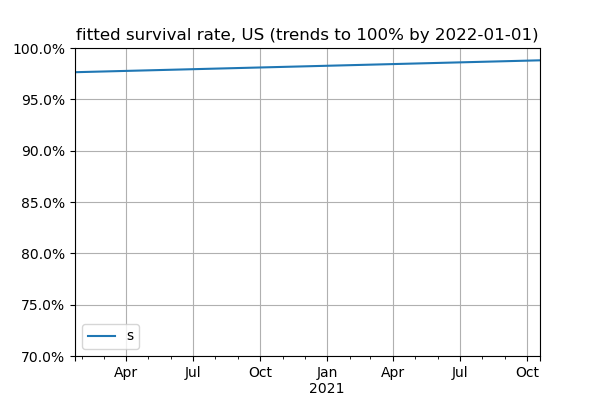 fitted survival rate, US (trends to 100% by 2022-01-01)
100.0%
95.0%
90.0%
85.0%
80.0%
75.0%
70.0%
s
Apr Jul Oct Jan Apr Jul Oct
2021